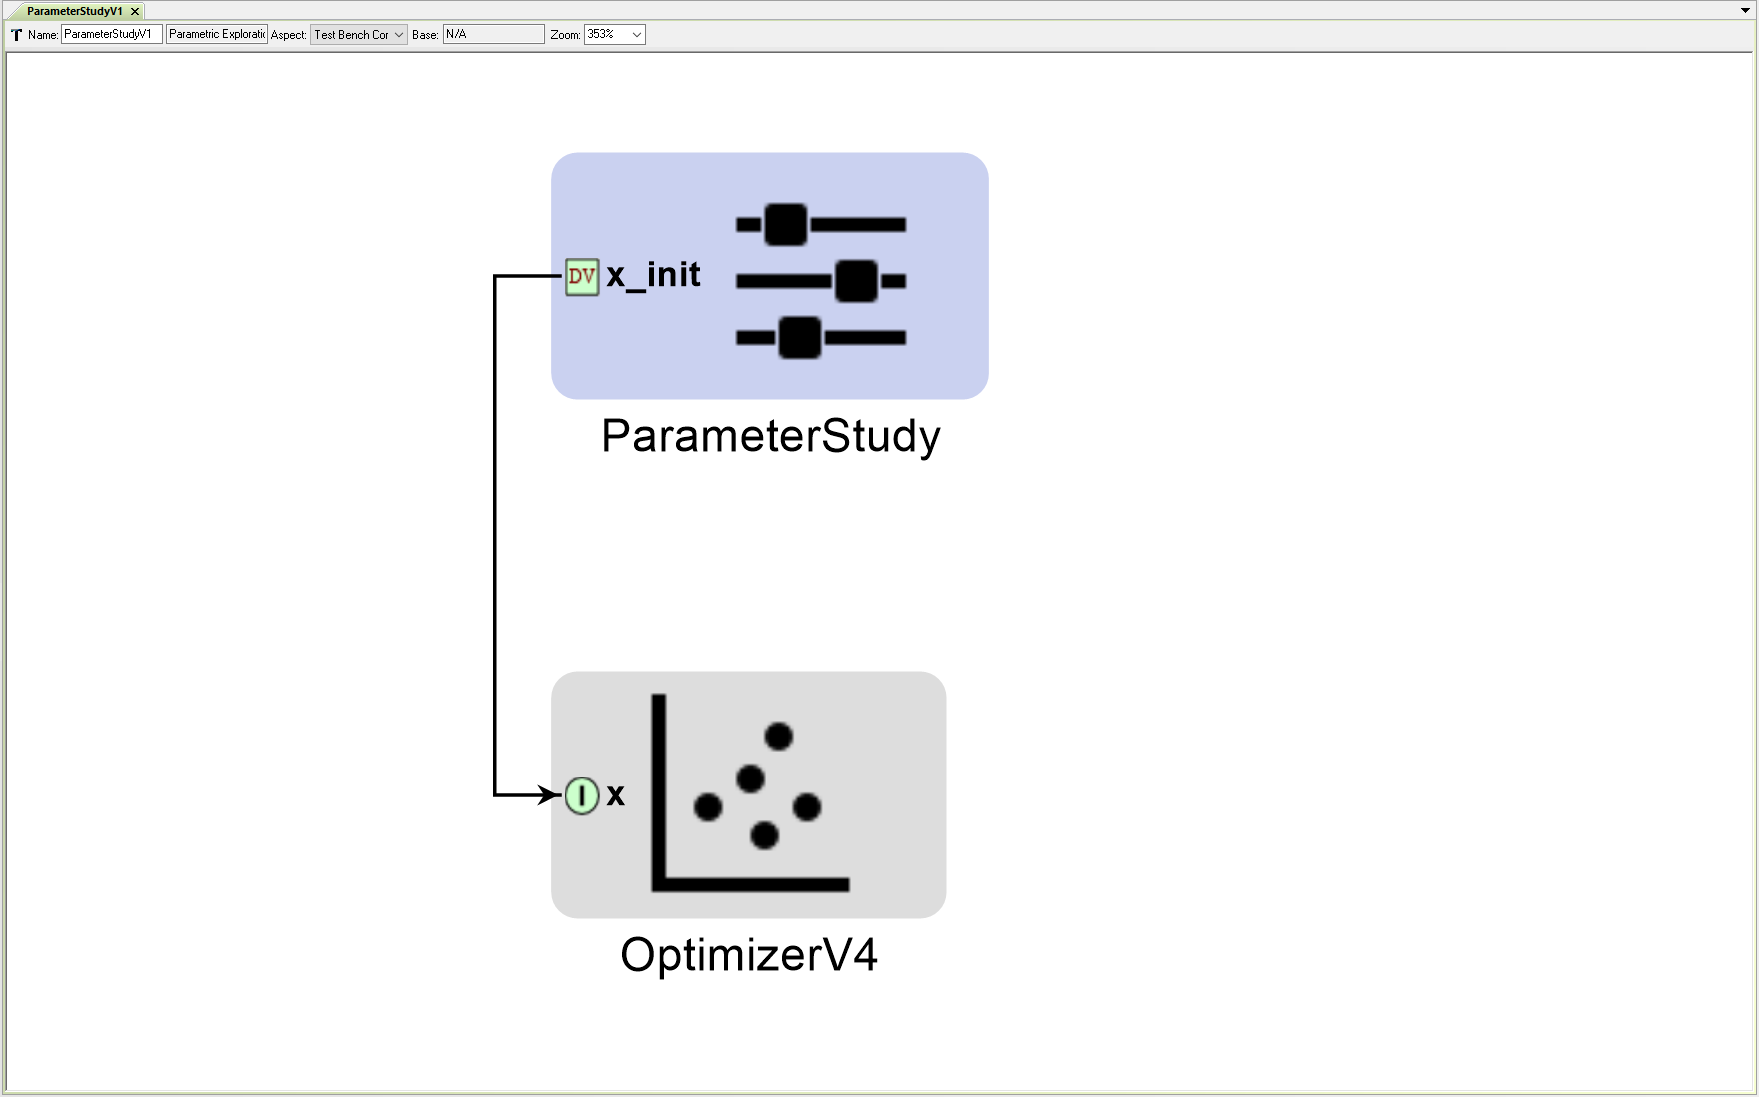 ParameterStudyV1
Name: ParameterStudyV1 Parametric Exploratic Aspect: Test Bench Cor Base: N/A Zoom: 353%
DV x_init
ParameterStudy
I x
OptimizerV4